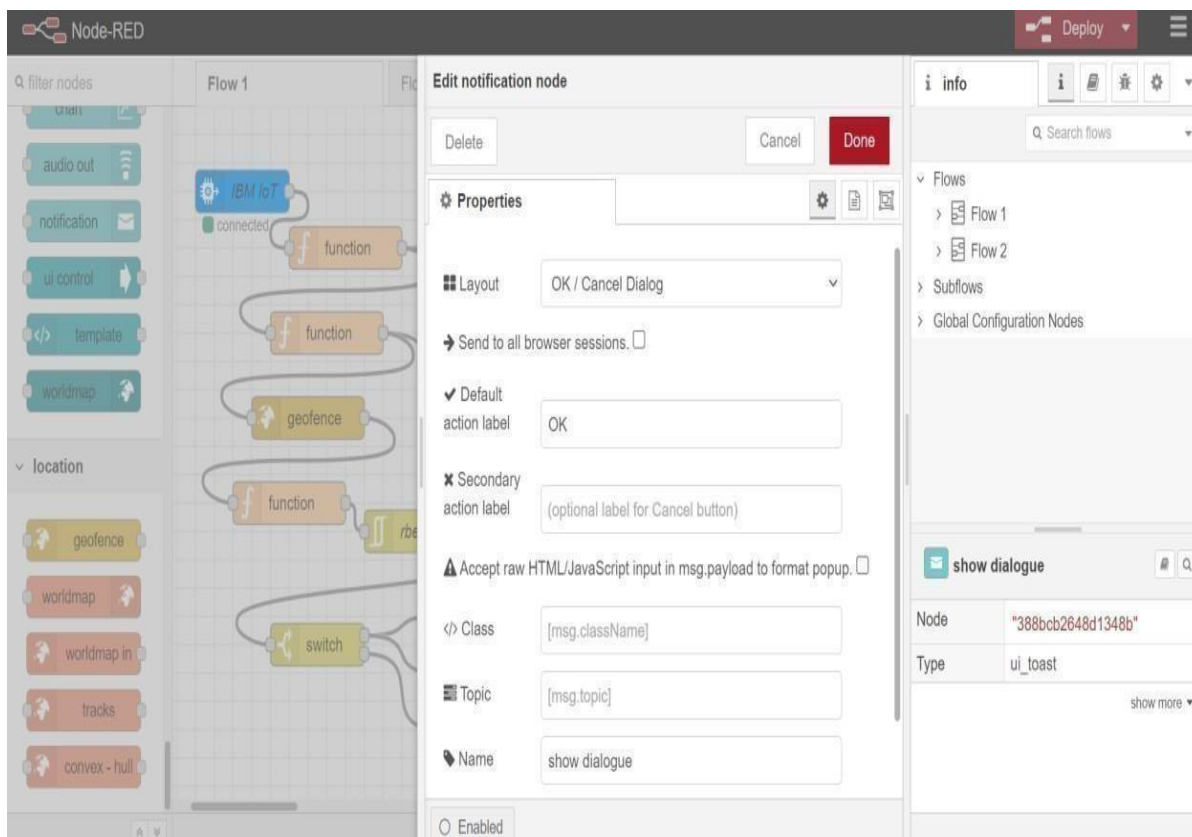 Node-RED
Deploy
filter nodes
Flow 1
Edit notification node
info
Delete
Cancel
Done
Search flows
chart
audio out
notification
ui control
template
worldmap
location
geofence
worldmap
worldmap in
tracks
convex - hull
IBM IoT
connected
function
function
geofence
function
switch
Properties
Layout
OK / Cancel Dialog
Send to all browser sessions.
Default
action label
OK
Secondary
action label
(optional label for Cancel button)
Accept raw HTML/JavaScript input in msg.payload to format popup.
</> Class
[msg.className]
Topic
[msg.topic]
Name
show dialogue
Enabled
Flows
Flow 1
Flow 2
Subflows
Global Configuration Nodes
show dialogue
Node
"388bcb2648d1348b"
Type
ui_toast
show more